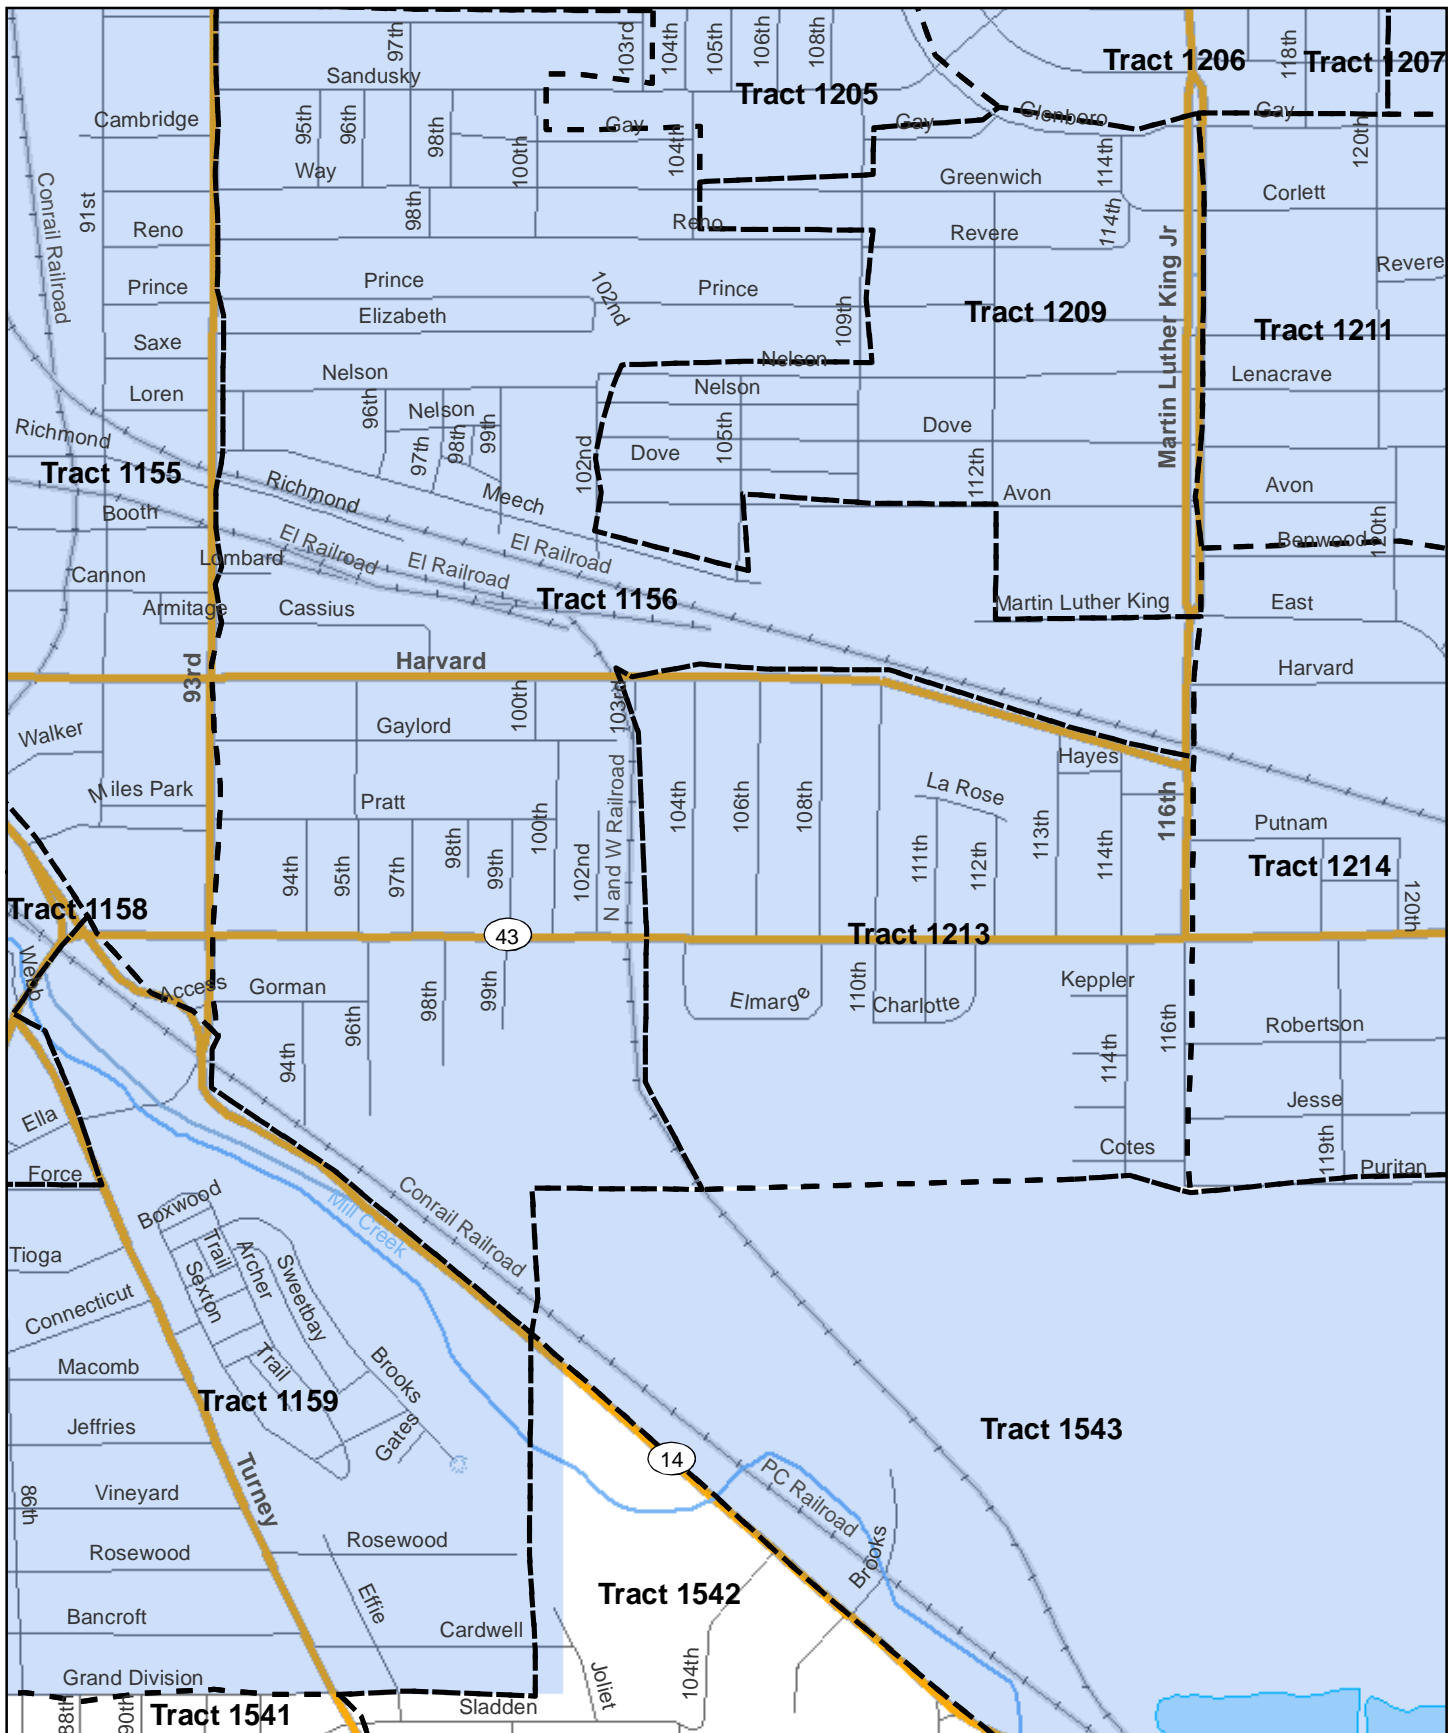 97th
103rd
104th
105th
106th
108th
Tract 1206
118th
Tract 1207
Sandusky
Tract 1205
Cambridge
95th
96th
98th
100th
Gay
104th
Gay
Glenboro
Gay
114th
120th
Way
Greenwich
Corlett
Conrail Railroad
91st
98th
Reno
Reno
Revere
114th
Martin Luther King Jr
Revere
Prince
Prince
102nd
Prince
Elizabeth
109th
Tract 1209
Tract 1211
Saxe
Nelson
Nelson
Nelson
Lenacrave
Loren
96th
Nelson
97th
98th
99th
102nd
105th
Dove
Dove
112th
Richmond
Tract 1155
Richmond
Meech
Avon
Avon
Booth
El Railroad
El Railroad
El Railroad
Benwood
120th
Lombard
Cannon
Armitage
Cassius
Tract 1156
Martin Luther King
East
Harvard
93rd
Harvard
100th
103rd
Walker
Gaylord
Hayes
Miles Park
Pratt
N and W Railroad
104th
106th
108th
La Rose
113th
116th
Putnam
94th
95th
97th
98th
99th
100th
102nd
111th
112th
114th
Tract 1214
120th
Tract 1158
43
Tract 1213
Webb
Access
Gorman
98th
99th
Elmarge
110th
Charlotte
Keppler
96th
94th
114th
116th
Robertson
Ella
Jesse
Cotes
119th
Puritan
Force
Boxwood
Mill Creek
Conrail Railroad
Tioga
Trail
Archer
Sweetbay
Sexton
Connecticut
Trail
Brooks
Macomb
Tract 1159
Gates
Tract 1543
Jeffries
Turney
14
PC Railroad
86th
Vineyard
Rosewood
Rosewood
Brooks
Effie
Tract 1542
Bancroft
Cardwell
104th
Joliet
Grand Division
88th
90th
Tract 1541
Sladden